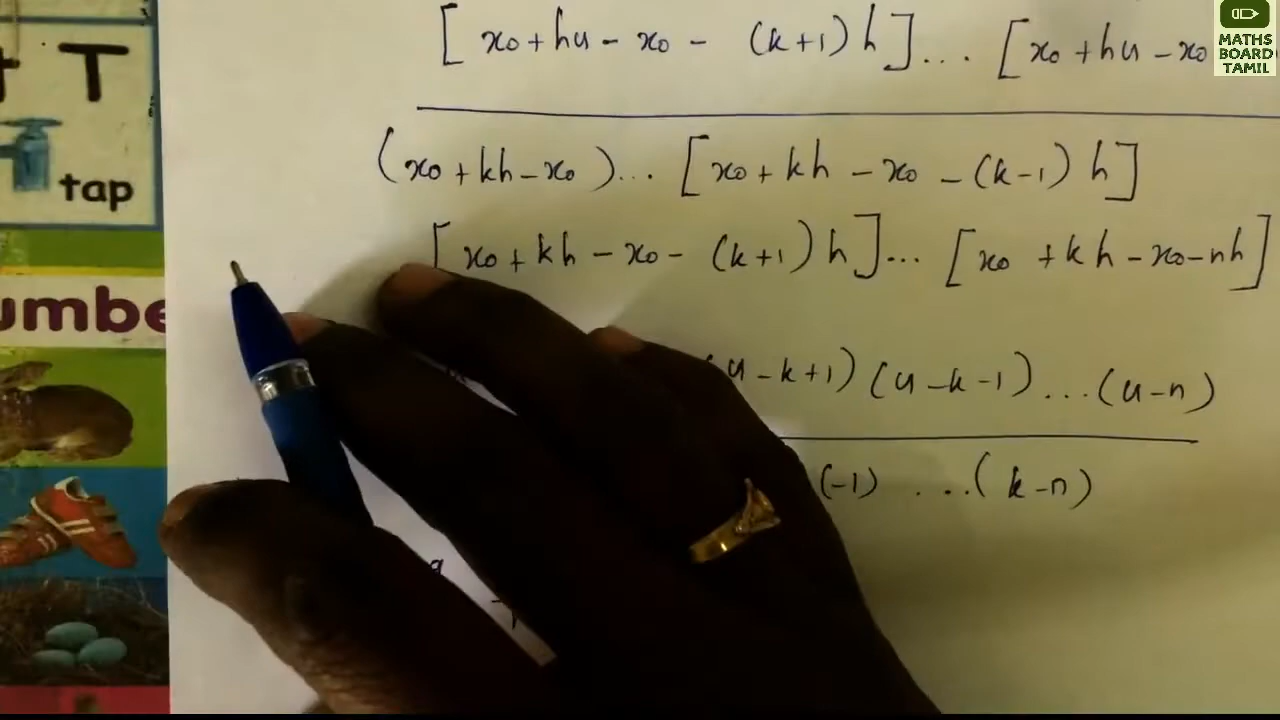 [x₀ + hu - x₀ - (k+1)h]... [x₀ + hu - x₀
MATHS
BOARD
TAMIL
T
tap
(x₀ + kh - x₀)... [x₀ + kh - x₀ - (k-1) h]
[x₀ + kh - x₀ - (k+1) h]... [x₀ + kh - x₀ - nh]
umbe
u-k+1) (u-k-1)...(u-n)
(-1) ...(k-n)